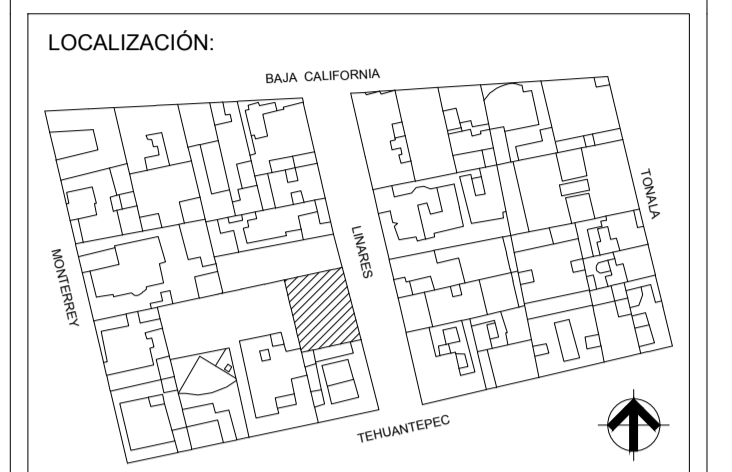 LOCALIZACIÓN:
BAJA CALIFORNIA
MONTERREY
LINARES
TONALA
TEHUANTEPEC